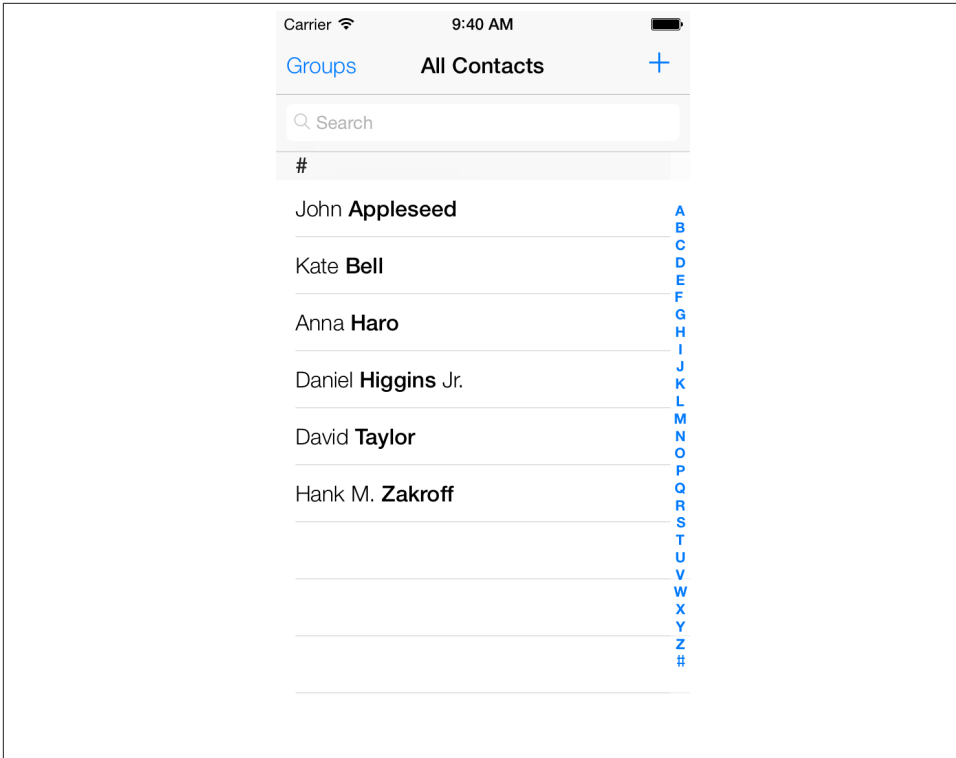 Carrier 9:40 AM
Groups All Contacts +
Search
#
John Appleseed
Kate Bell
Anna Haro
Daniel Higgins Jr.
David Taylor
Hank M. Zakroff
A
B
C
D
E
F
G
H
I
J
K
L
M
N
O
P
Q
R
S
T
U
V
W
X
Y
Z
#